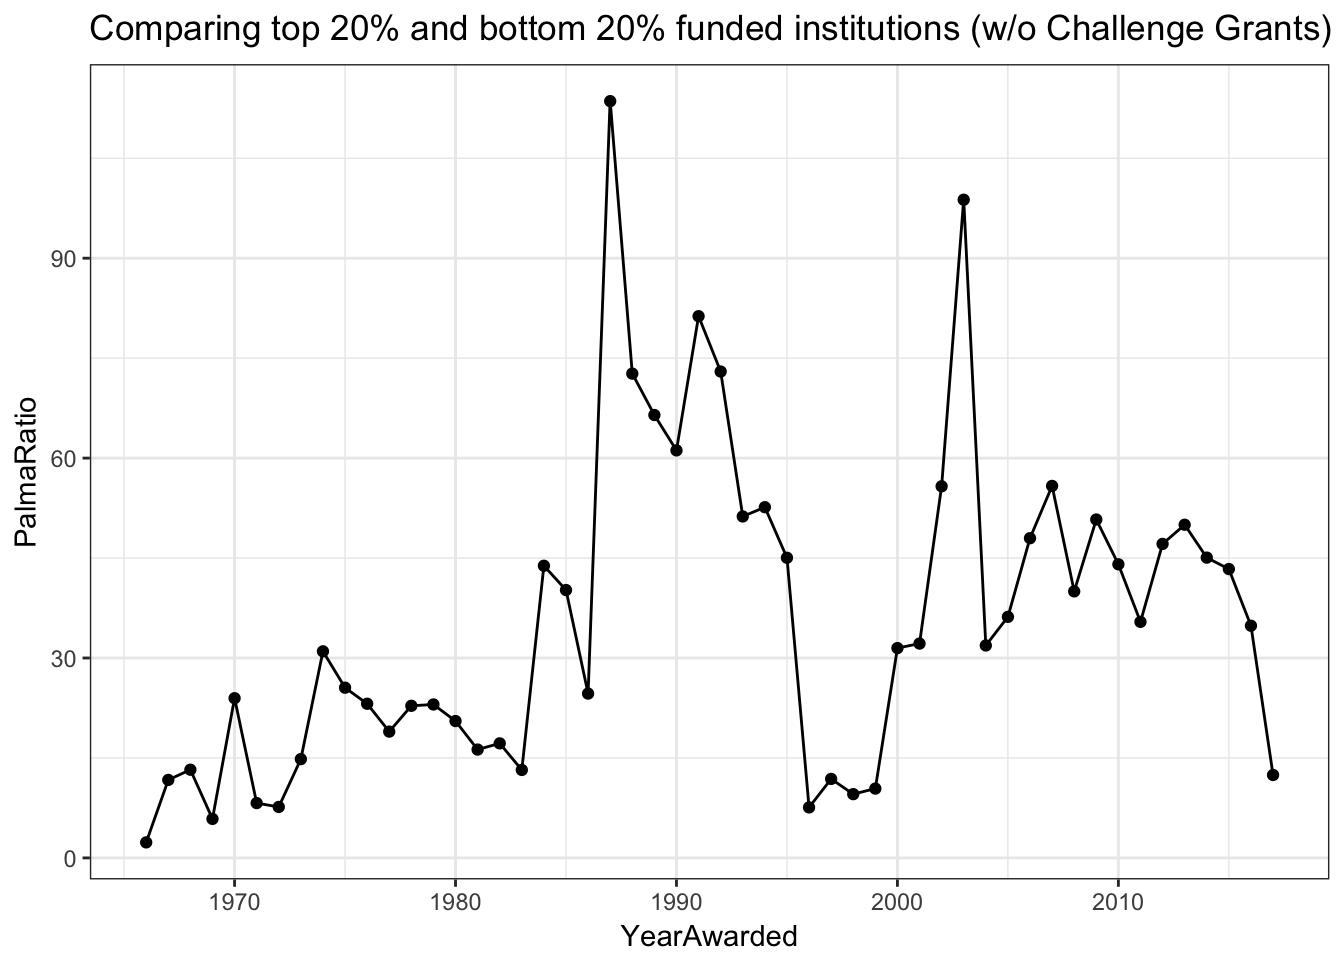 Comparing top 20% and bottom 20% funded institutions (w/o Challenge Grants)
PalmaRatio
90
60
30
0
1970 1980 1990 2000 2010
YearAwarded